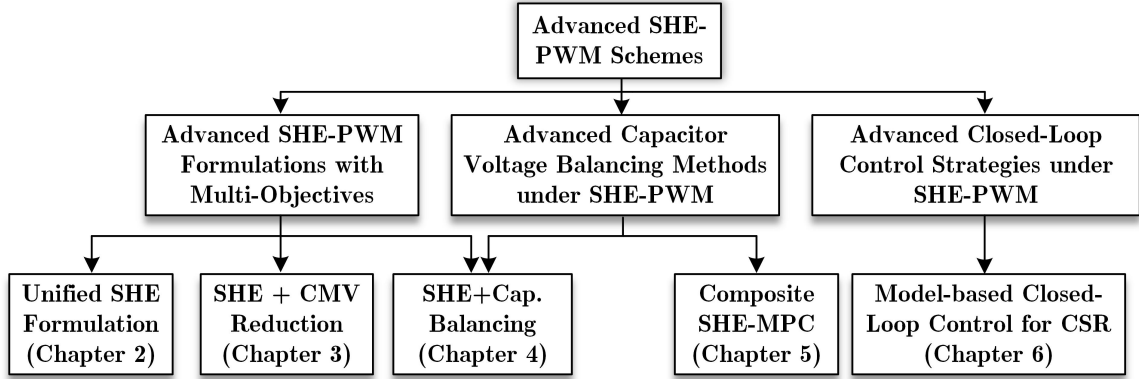 Advanced SHE-
PWM Schemes
Advanced SHE-PWM
Formulations with
Multi-Objectives
Advanced Capacitor
Voltage Balancing Methods
under SHE-PWM
Advanced Closed-Loop
Control Strategies under
SHE-PWM
Unified SHE
Formulation
(Chapter 2)
SHE + CMV
Reduction
(Chapter 3)
SHE+Cap.
Balancing
(Chapter 4)
Composite
SHE-MPC
(Chapter 5)
Model-based Closed-
Loop Control for CSR
(Chapter 6)